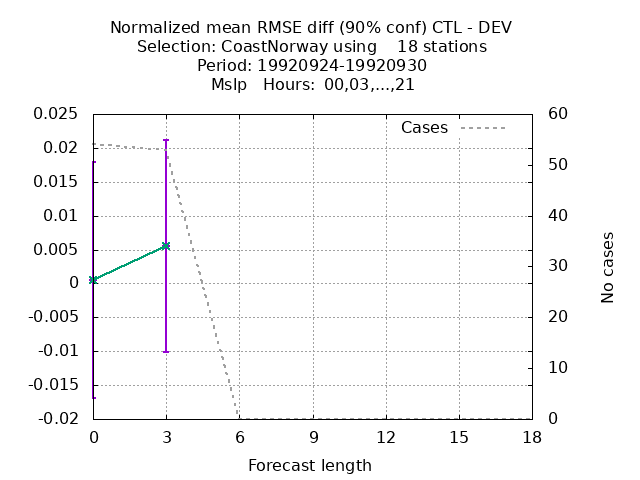 Normalized mean RMSE diff (90% conf) CTL - DEV
Selection: CoastNorway using    18 stations
Period: 19920924-19920930
Mslp   Hours: 00,03,...,21
Cases
0.025
0.02
0.015
0.01
0.005
0
-0.005
-0.01
-0.015
-0.02
60
50
40
30
20
10
0
No cases
0 3 6 9 12 15 18
Forecast length